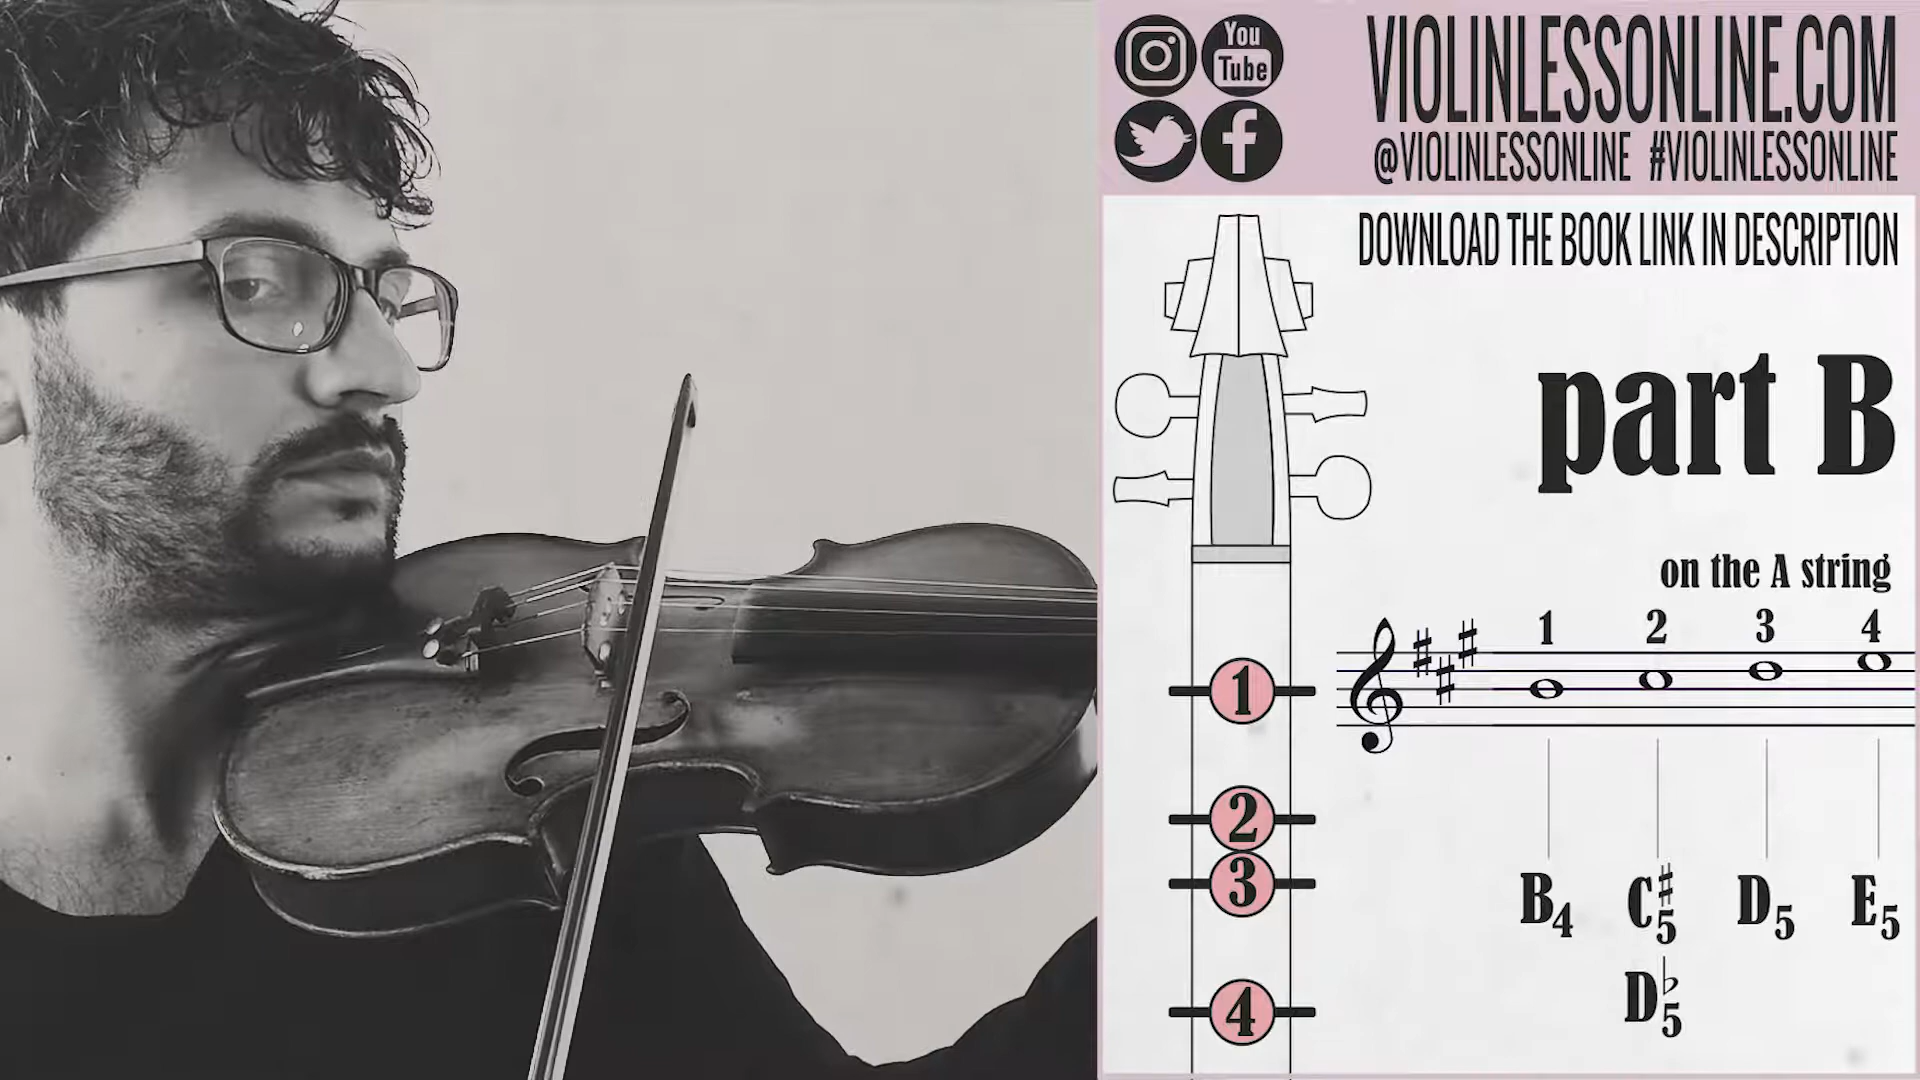 You
Tube
VIOLINLESSONLINE.COM
@VIOLINLESSONLINE #VIOLINLESSONLINE
DOWNLOAD THE BOOK LINK IN DESCRIPTION
part B
on the A string
1 2 3 4
1
2
3
4
B4 C♯5 D5 E5
D♭5